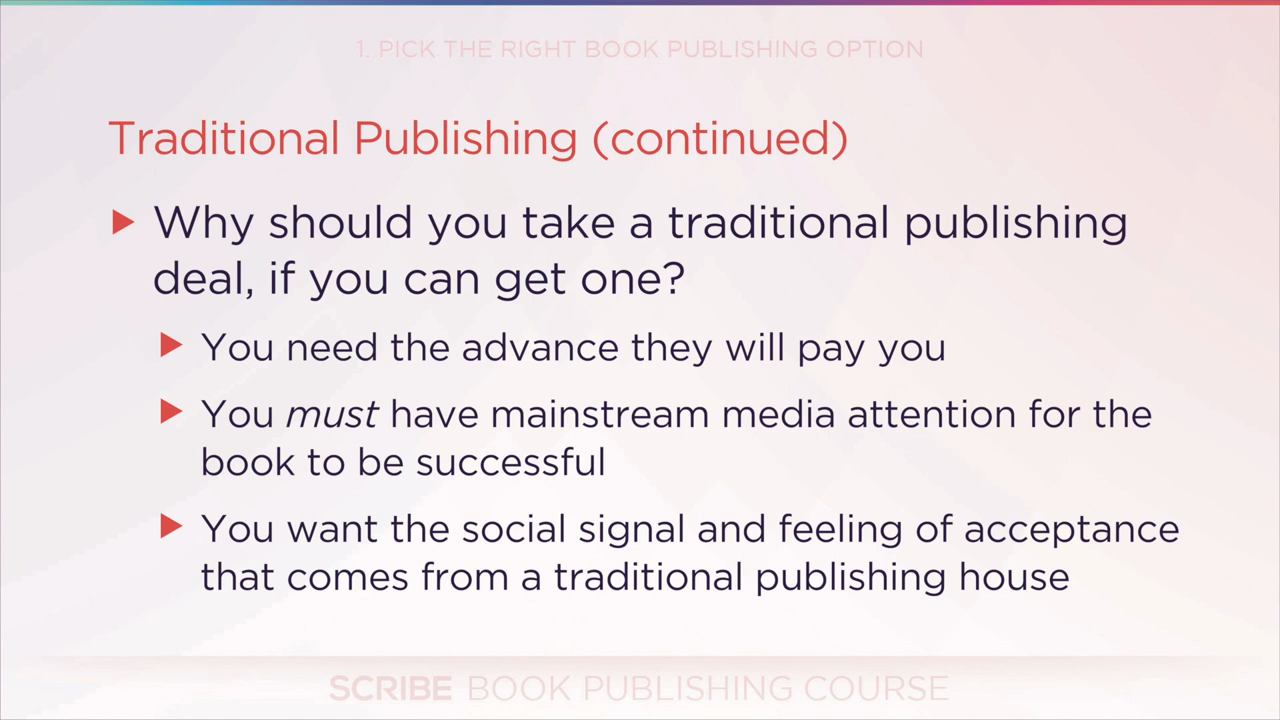 1. PICK THE RIGHT BOOK PUBLISHING OPTION
Traditional Publishing (continued)
Why should you take a traditional publishing
deal, if you can get one?
You need the advance they will pay you
You must have mainstream media attention for the
book to be successful
You want the social signal and feeling of acceptance
that comes from a traditional publishing house
SCRIBE BOOK PUBLISHING COURSE